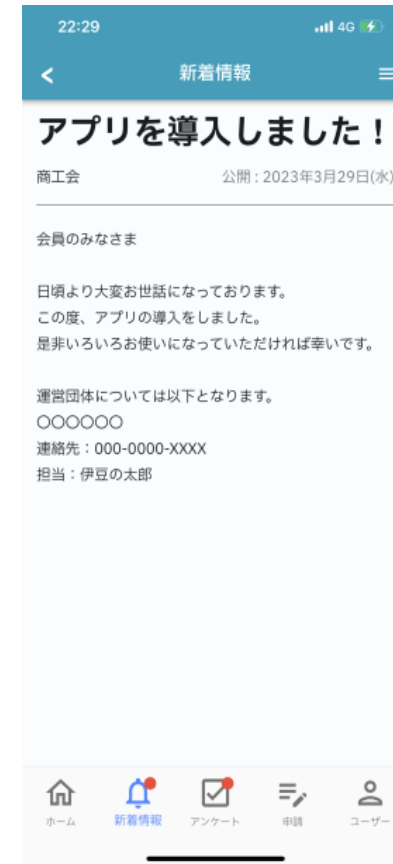 22:29
4G
新着情報
アプリを導入しました！
商工会
公開 : 2023年3月29日(水)
会員のみなさま
日頃より大変お世話になっております。
この度、アプリの導入をしました。
是非いろいろお使いになっていただければ幸いです。
運営団体については以下となります。
〇〇〇〇〇〇
連絡先：000-0000-XXXX
担当：伊豆の太郎
ホーム
新着情報
アンケート
申請
ユーザー